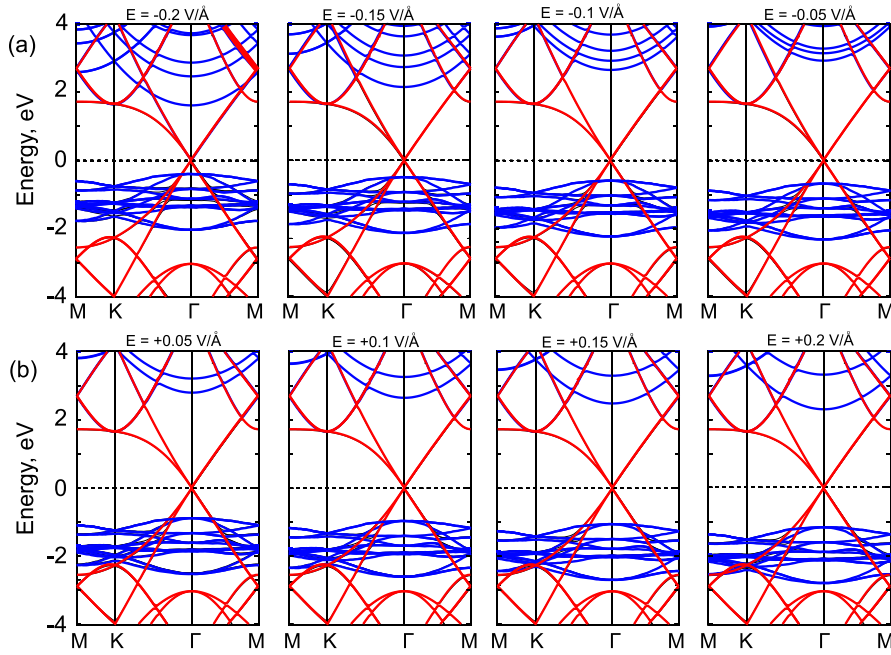 E = -0.2 V/Å E = -0.15 V/Å E = -0.1 V/Å E = -0.05 V/Å
(a)
4
2
0
-2
-4
Energy, eV
M K Γ M M K Γ M M K Γ M M K Γ M
E = +0.05 V/Å E = +0.1 V/Å E = +0.15 V/Å E = +0.2 V/Å
(b)
4
2
0
-2
-4
Energy, eV
M K Γ M M K Γ M M K Γ M M K Γ M